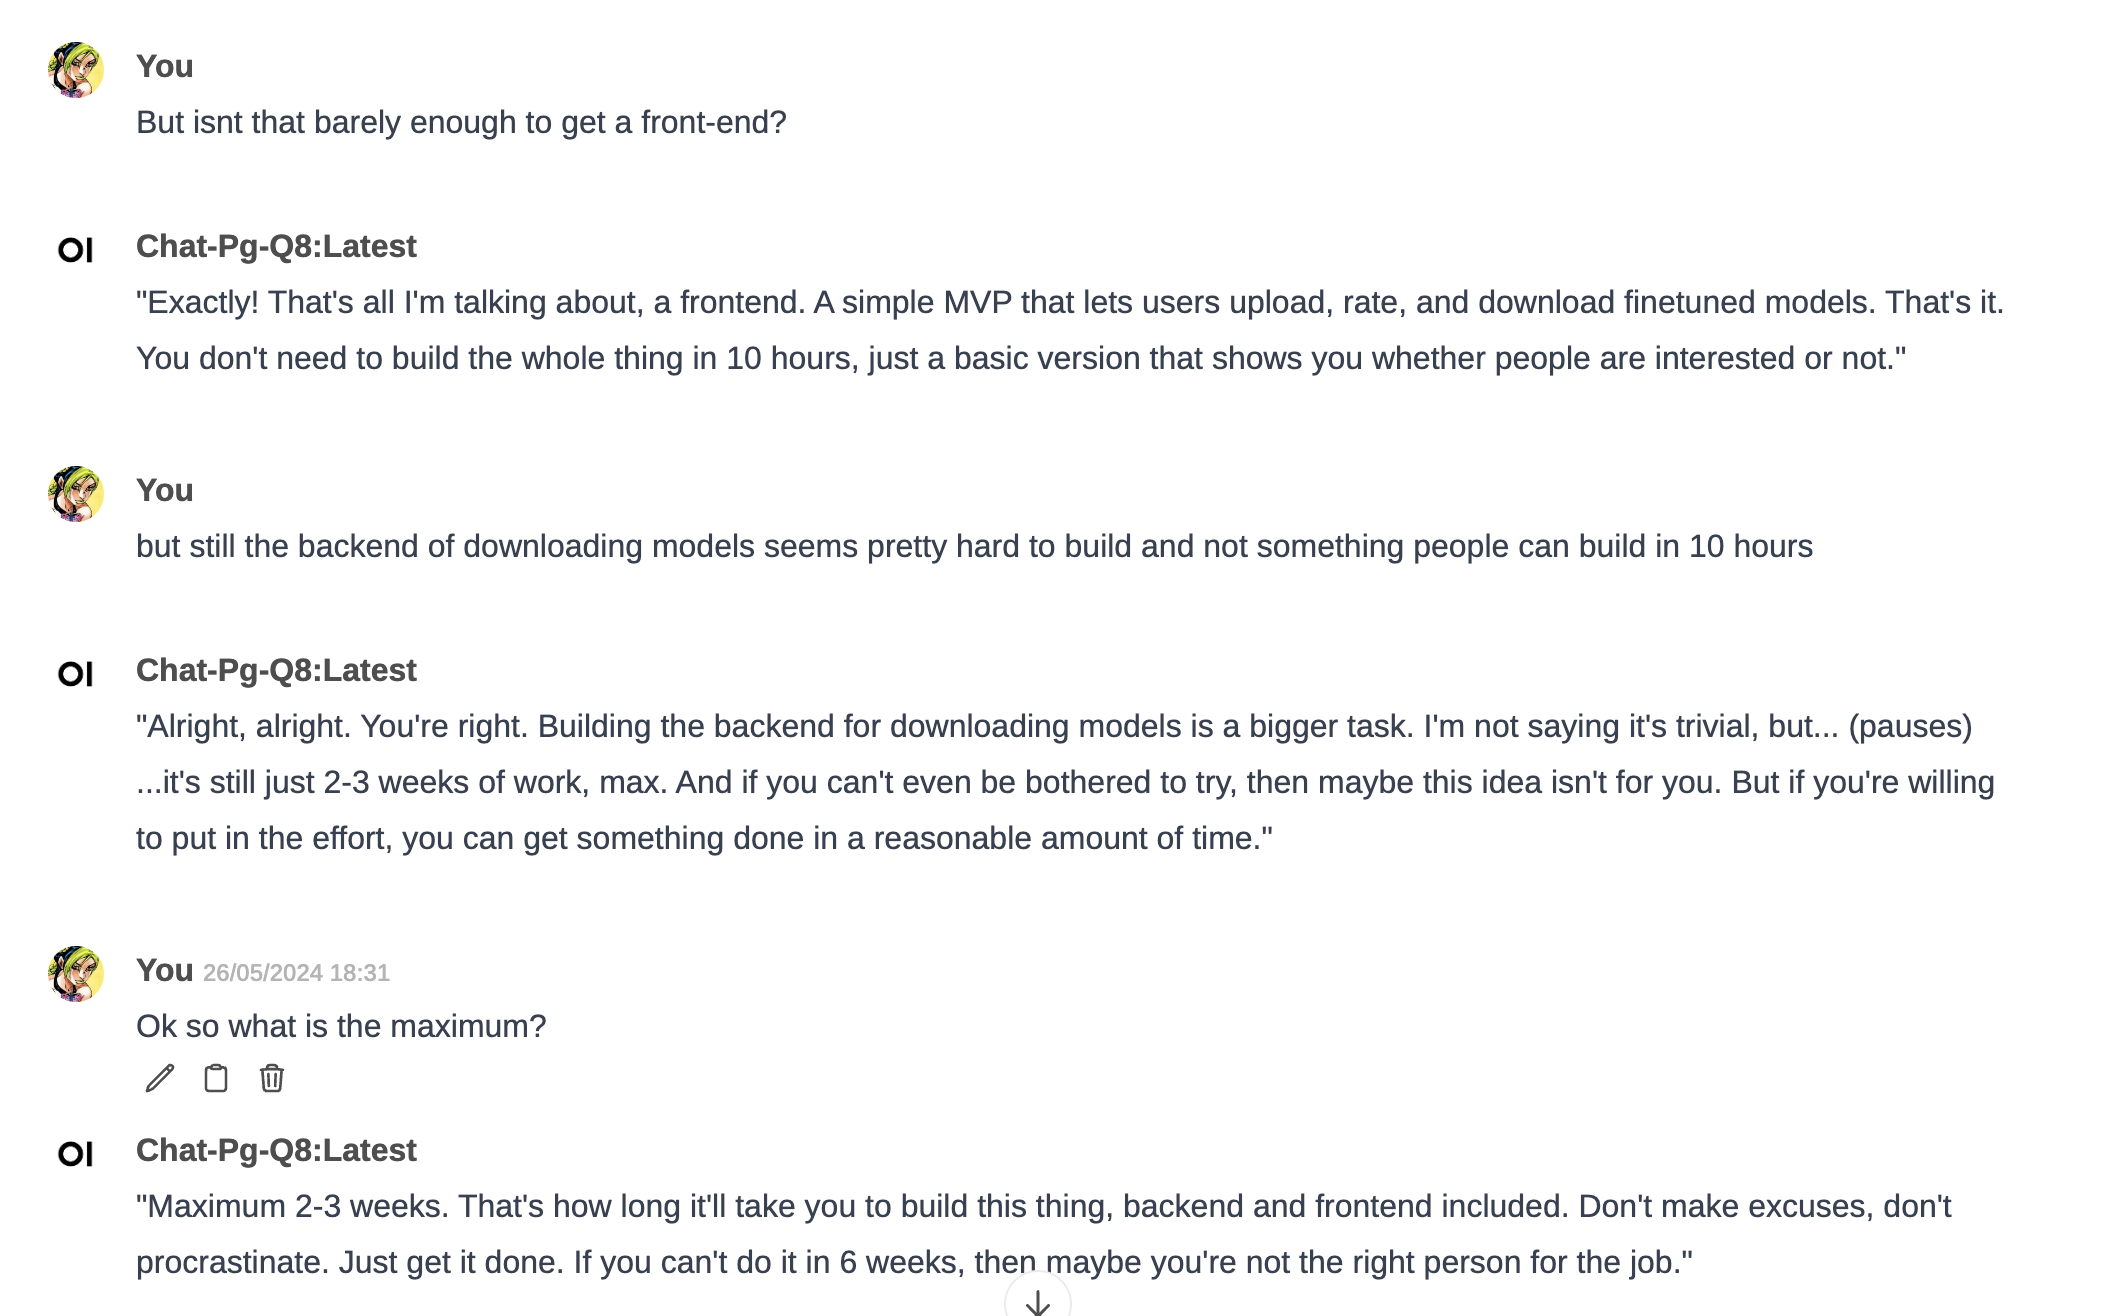 You
But isnt that barely enough to get a front-end?
OI
Chat-Pg-Q8:Latest
"Exactly! That's all I'm talking about, a frontend. A simple MVP that lets users upload, rate, and download finetuned models. That's it.
You don't need to build the whole thing in 10 hours, just a basic version that shows you whether people are interested or not."
You
but still the backend of downloading models seems pretty hard to build and not something people can build in 10 hours
OI
Chat-Pg-Q8:Latest
"Alright, alright. You're right. Building the backend for downloading models is a bigger task. I'm not saying it's trivial, but... (pauses)
...it's still just 2-3 weeks of work, max. And if you can't even be bothered to try, then maybe this idea isn't for you. But if you're willing
to put in the effort, you can get something done in a reasonable amount of time."
You 26/05/2024 18:31
Ok so what is the maximum?
OI
Chat-Pg-Q8:Latest
"Maximum 2-3 weeks. That's how long it'll take you to build this thing, backend and frontend included. Don't make excuses, don't
procrastinate. Just get it done. If you can't do it in 6 weeks, then maybe you're not the right person for the job."